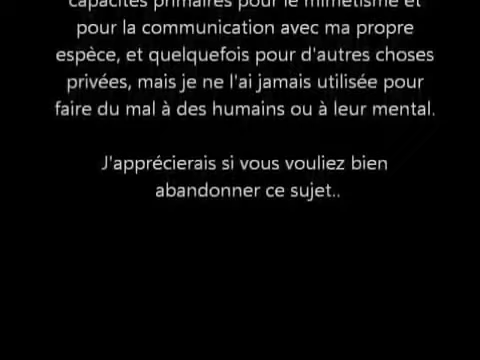 capacités primaires pour le mimétisme et
pour la communication avec ma propre
espèce, et quelquefois pour d'autres choses
privées, mais je ne l'ai jamais utilisée pour
faire du mal à des humains ou à leur mental.
J'apprécierais si vous vouliez bien
abandonner ce sujet..